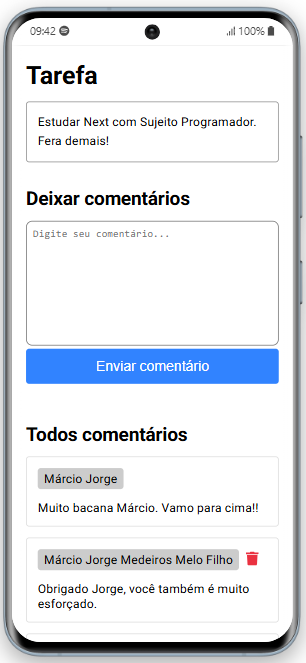 09:42 100%
Tarefa
Estudar Next com Sujeito Programador.
Fera demais!
Deixar comentários
Digite seu comentário...
Enviar comentário
Todos comentários
Márcio Jorge
Muito bacana Márcio. Vamo para cima!!
Márcio Jorge Medeiros Melo Filho
Obrigado Jorge, você também é muito
esforçado.